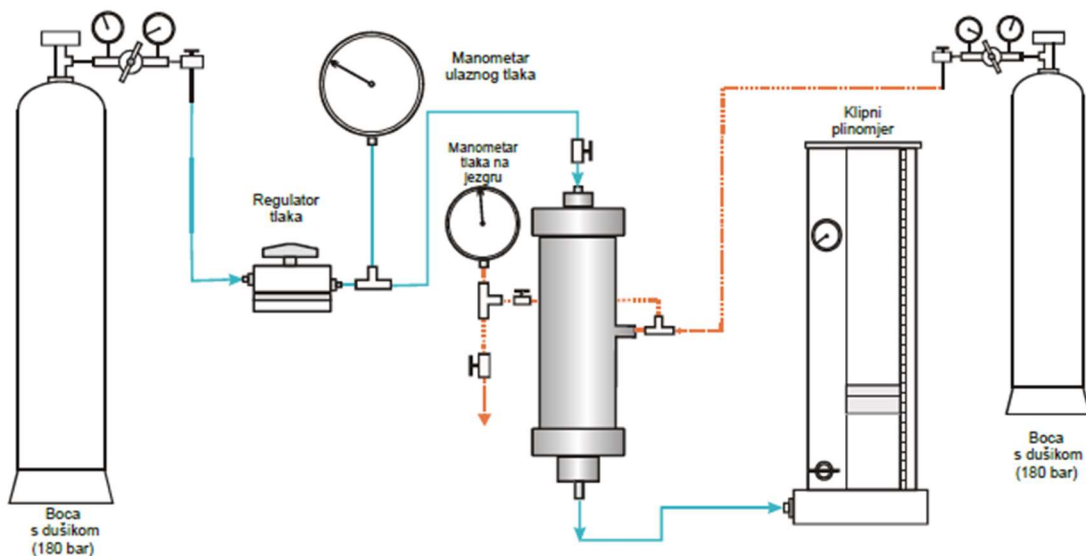 Manometar
ulaznog tlaka
Klipni
plinomjer
Manometar
tlaka na
jezgru
Regulator
tlaka
Boca
s dušikom
(180 bar)
Boca
s dušikom
(180 bar)